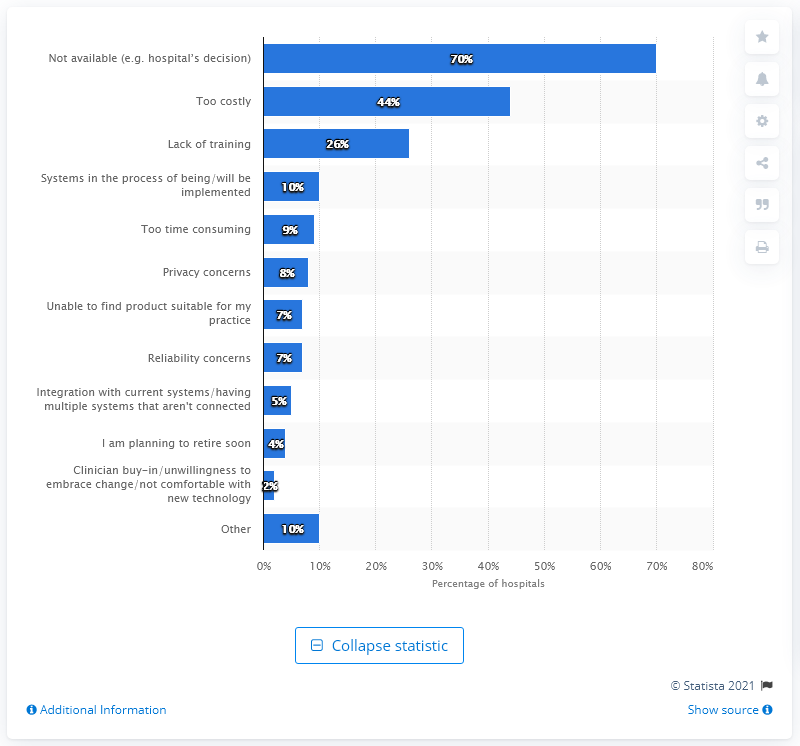 Not available (e.g. hospital's decision)
70%
Too costly
44%
Lack of training
26%
Systems in the process of being/will be
implemented
10%
Too time consuming
9%
Privacy concerns
8%
Unable to find product suitable for my
practice
7%
Reliability concerns
7%
Integration with current systems/having
multiple systems that aren't connected
5%
I am planning to retire soon
4%
Clinician buy-in/unwillingness to
embrace change/not comfortable with
new technology
2%
Other
10%
0% 10% 20% 30% 40% 50% 60% 70% 80%
Percentage of hospitals
Collapse statistic
© Statista 2021
Additional Information
Show source